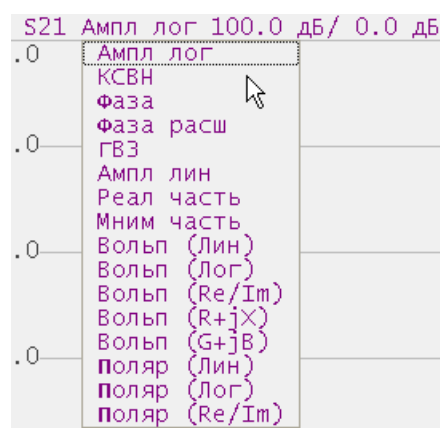 S21 Ампл лог 100.0 дБ/ 0.0 дБ
.0
Ампл лог
КСВН
Фаза
Фаза расш
.0
ГВЗ
Ампл лин
Реал часть
Мним часть
.0
Вольп (Лин)
Вольп (Лог)
Вольп (Re/Im)
Вольп (R+jX)
Вольп (G+jB)
.0
Поляр (Лин)
Поляр (Лог)
Поляр (Re/Im)